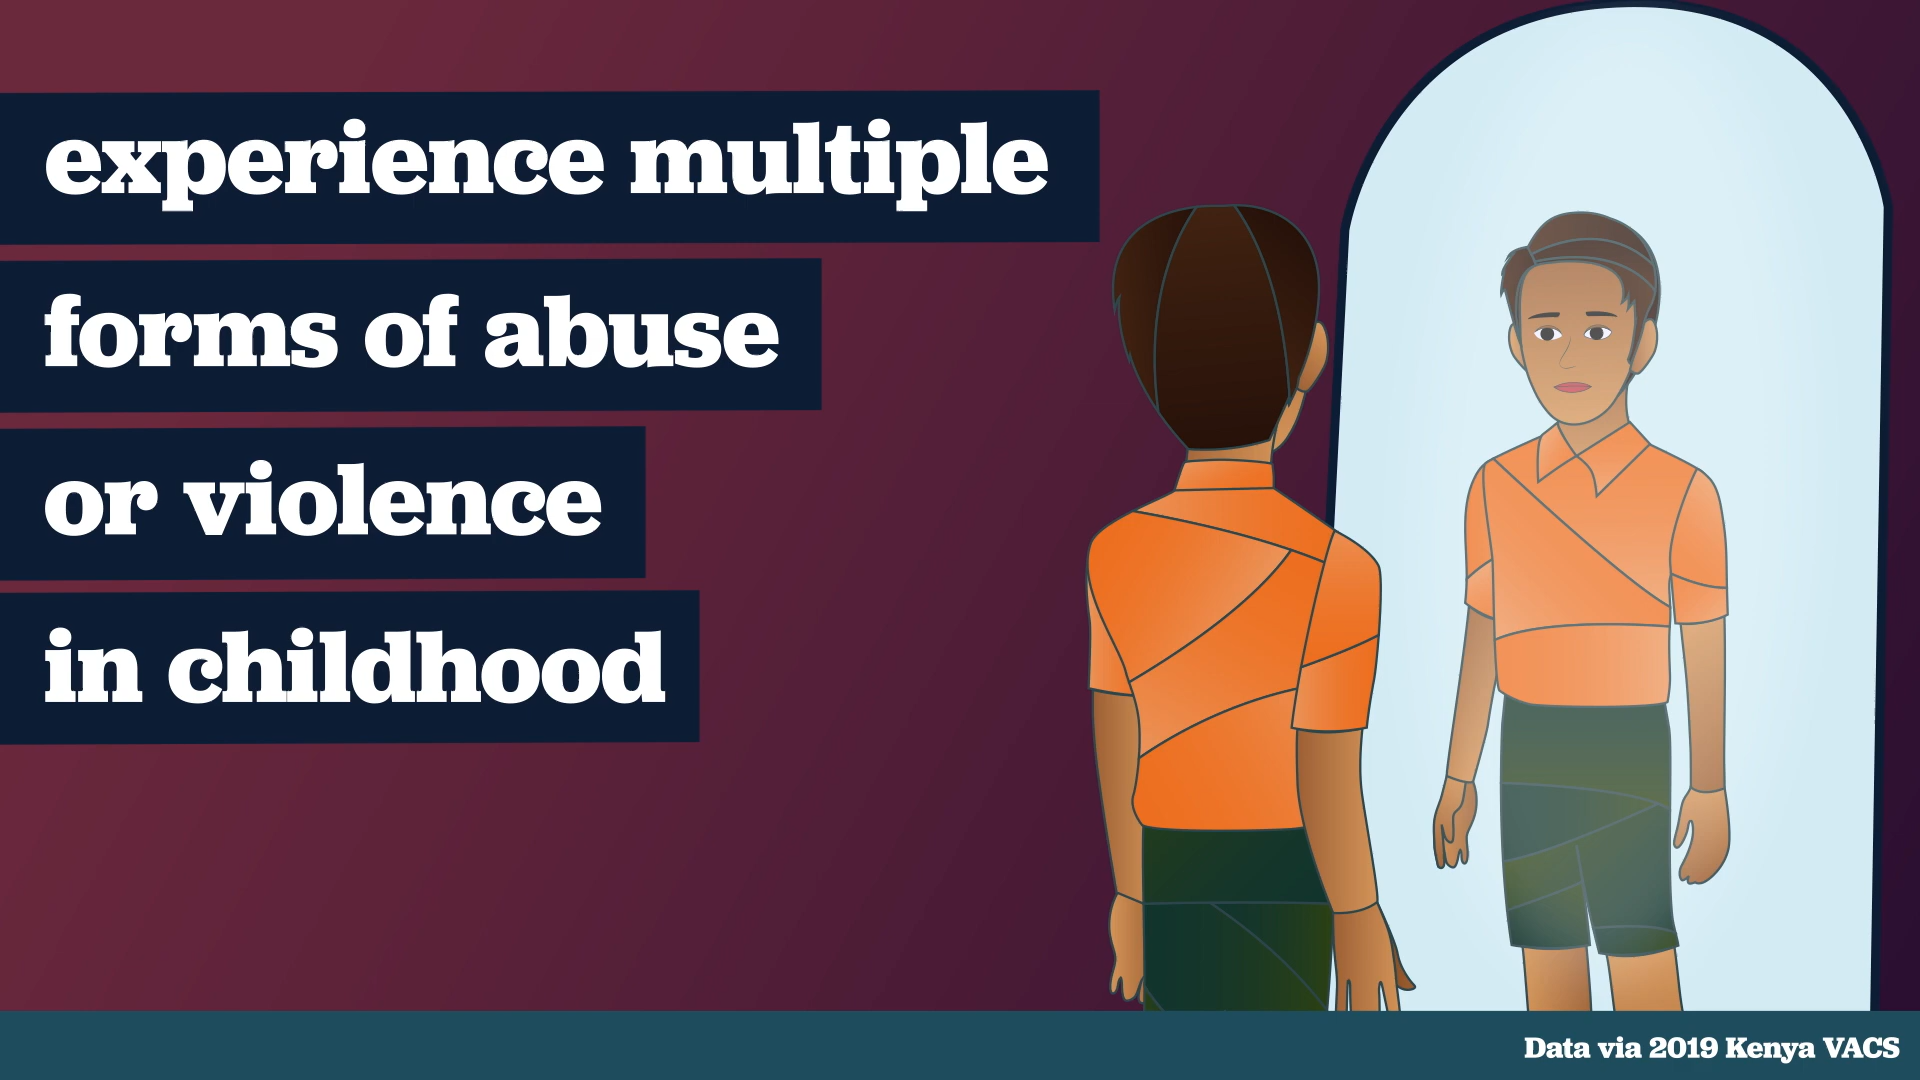 experience multiple
forms of abuse
or violence
in childhood
Data via 2019 Kenya VACS